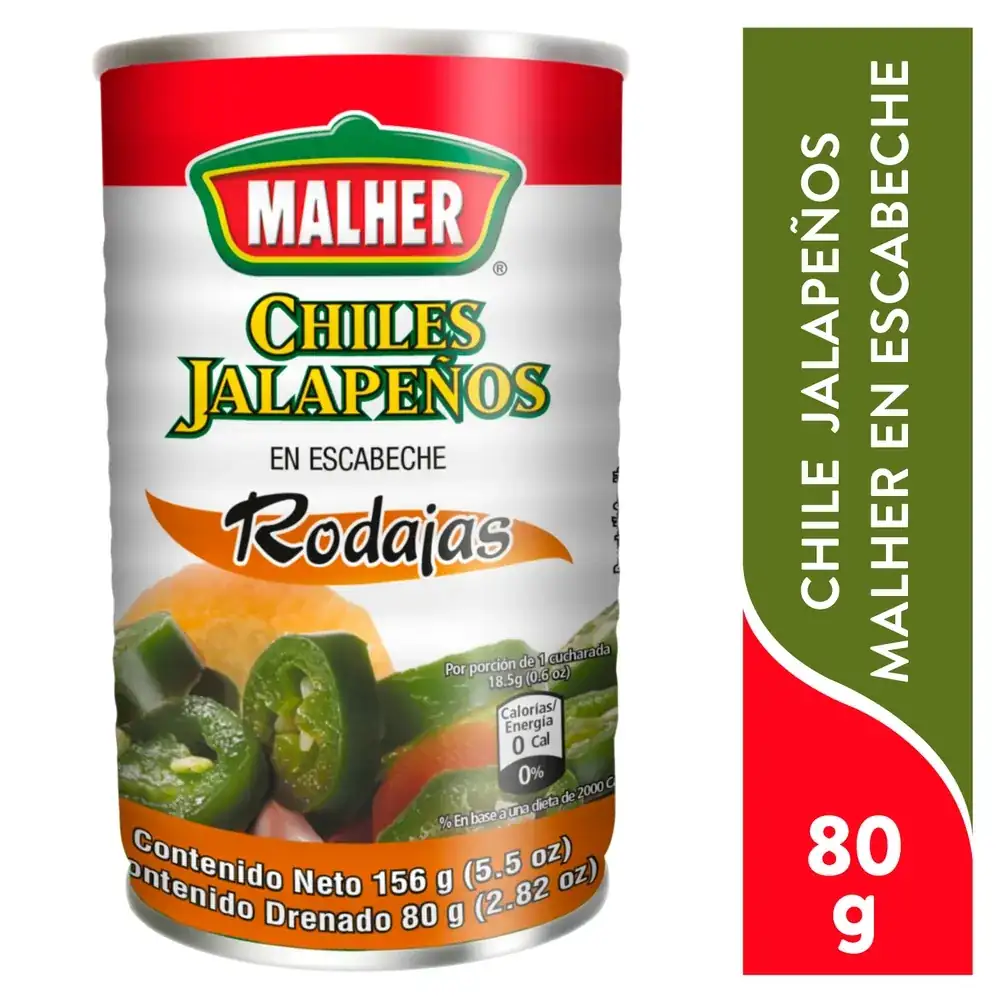 MALHER
®
CHILES
JALAPEÑOS
EN ESCABECHE
Rodajas
Por porción de 1 cucharada
18.5g (0.6 oz)
Calorías/
Energía
0 Cal
0%
% En base a una dieta de 2000 Ca
Contenido Neto 156 g (5.5 oz)
ontenido Drenado 80 g (2.82 oz)
CHILE JALAPEÑOS
MALHER EN ESCABECHE
80
g